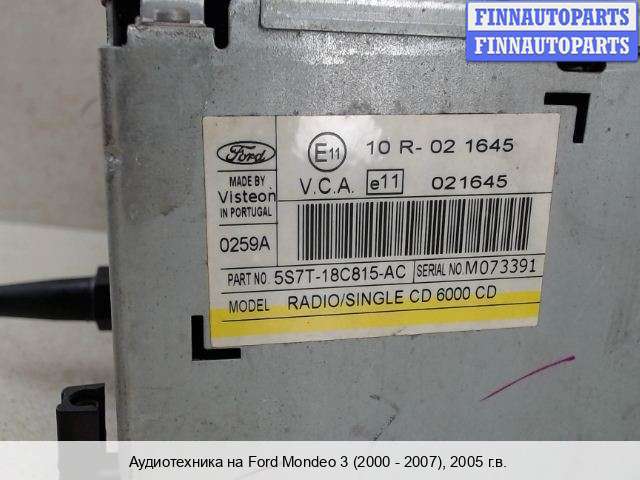 FINNAUTOPARTS
FINNAUTOPARTS
Ford
E11 10 R- 02 1645
MADE BY
Visteon
IN PORTUGAL
V.C.A. e11 021645
0259A
PART NO. 5S7T-18C815-AC SERIAL NO. M073391
MODEL RADIO/SINGLE CD 6000 CD
Аудиотехника на Ford Mondeo 3 (2000 - 2007), 2005 г.в.